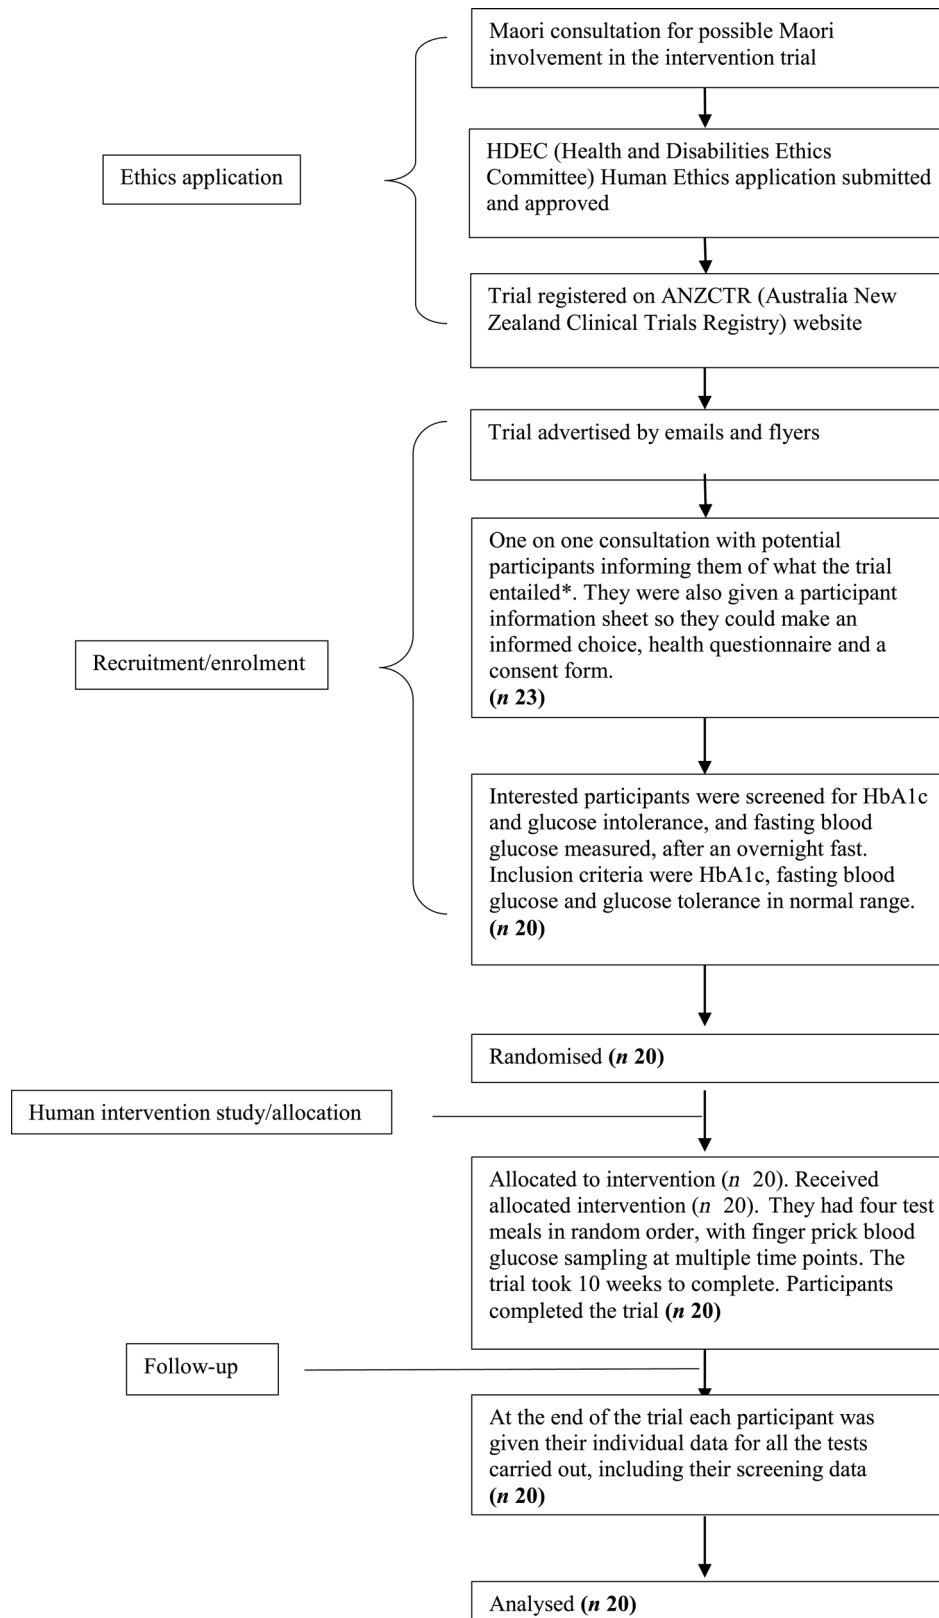 Maori consultation for possible Maori
involvement in the intervention trial
Ethics application
HDEC (Health and Disabilities Ethics
Committee) Human Ethics application submitted
and approved
Trial registered on ANZCTR (Australia New
Zealand Clinical Trials Registry) website
Trial advertised by emails and flyers
Recruitment/enrolment
One on one consultation with potential
participants informing them of what the trial
entailed*. They were also given a participant
information sheet so they could make an
informed choice, health questionnaire and a
consent form.
(n 23)
Interested participants were screened for HbA1c
and glucose intolerance, and fasting blood
glucose measured, after an overnight fast.
Inclusion criteria were HbA1c, fasting blood
glucose and glucose tolerance in normal range.
(n 20)
Randomised (n 20)
Human intervention study/allocation
Allocated to intervention (n 20). Received
allocated intervention (n 20). They had four test
meals in random order, with finger prick blood
glucose sampling at multiple time points. The
trial took 10 weeks to complete. Participants
completed the trial (n 20)
Follow-up
At the end of the trial each participant was
given their individual data for all the tests
carried out, including their screening data
(n 20)
Analysed (n 20)